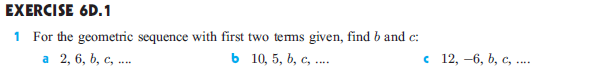 EXERCISE 6D.1
1 For the geometric sequence with first two terms given, find b and c:
a 2, 6, b, c, .... b 10, 5, b, c, .... c 12, −6, b, c, ....